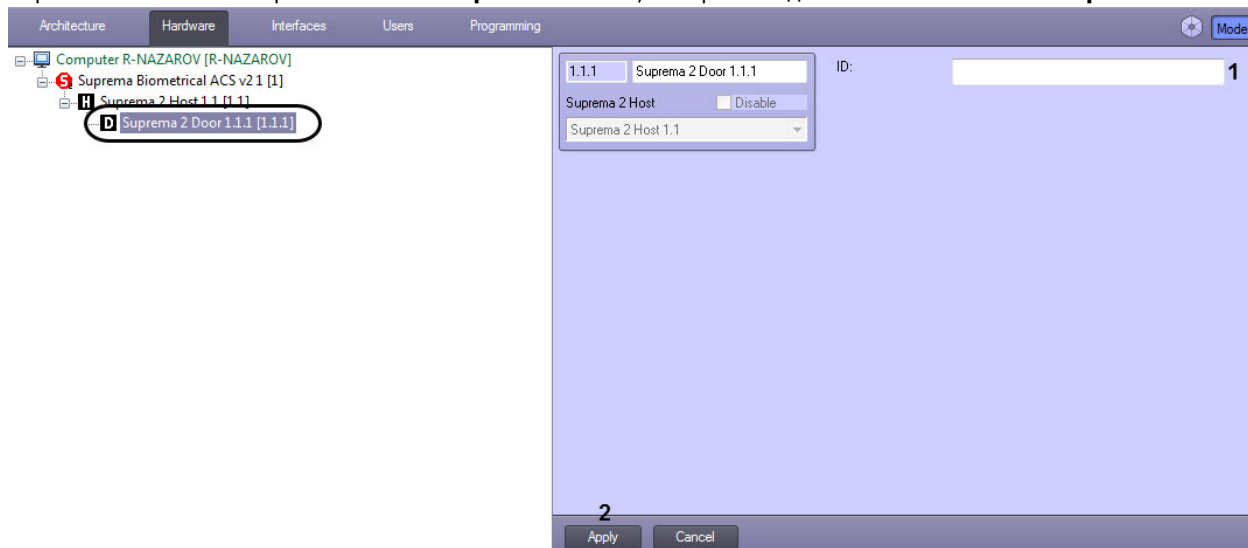 Architecture Hardware Interfaces Users Programming Mode
Computer R-NAZAROV [R-NAZAROV]
Suprema Biometrical ACS v2 1 [1]
H Suprema 2 Host 1.1 [1.1]
D Suprema 2 Door 1.1.1 [1.1.1]
1.1.1 Suprema 2 Door 1.1.1
Suprema 2 Host Disable
Suprema 2 Host 1.1
ID: 1
2
Apply Cancel